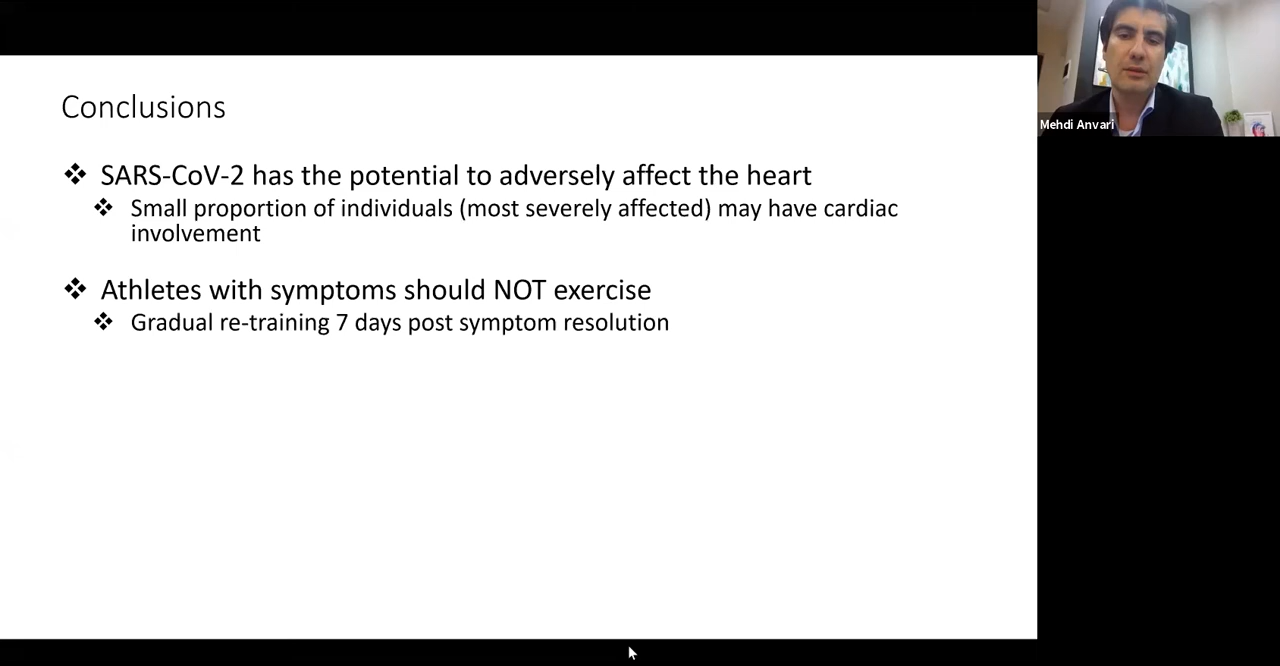 Conclusions
❖ SARS-CoV-2 has the potential to adversely affect the heart
❖ Small proportion of individuals (most severely affected) may have cardiac
involvement
❖ Athletes with symptoms should NOT exercise
❖ Gradual re-training 7 days post symptom resolution
Mehdi Anvari